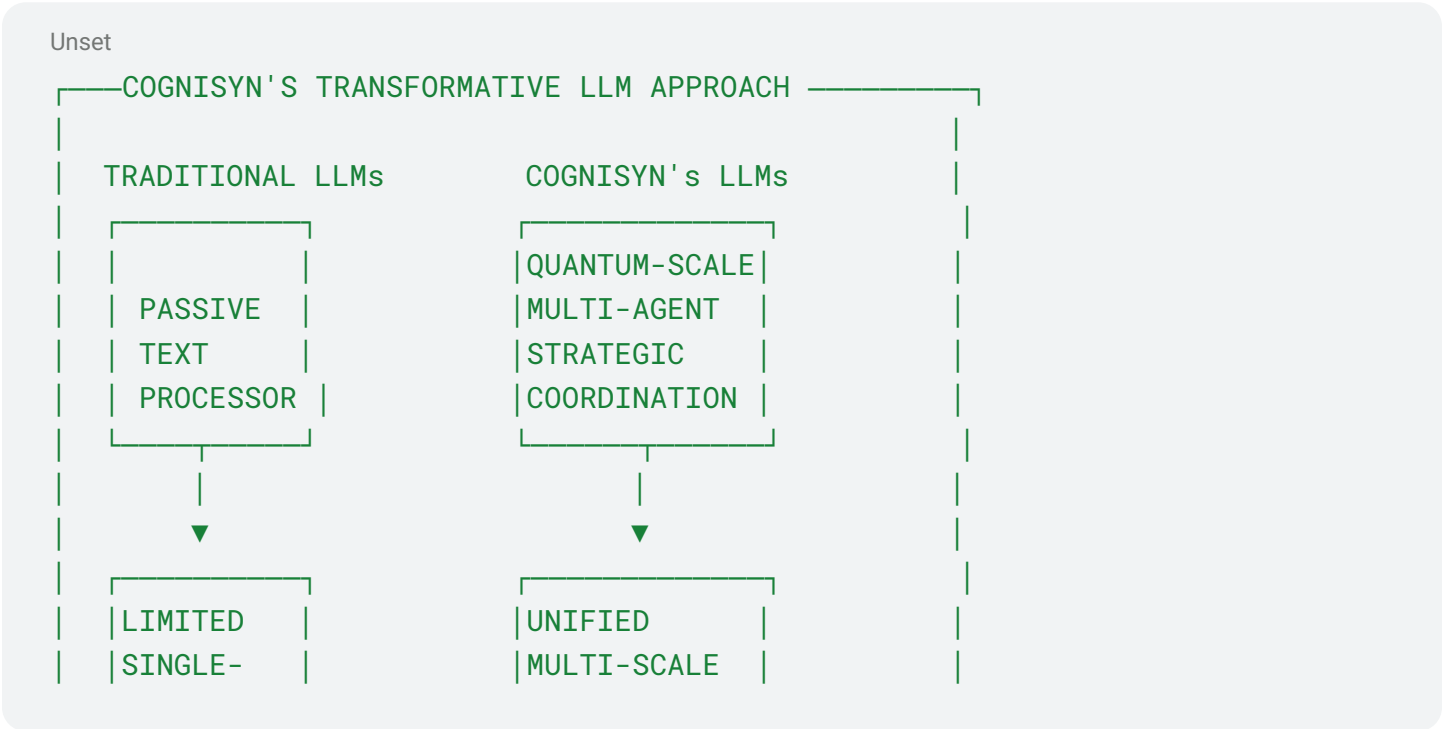 Unset
COGNISYN'S TRANSFORMATIVE LLM APPROACH
TRADITIONAL LLMs COGNISYN's LLMs
QUANTUM-SCALE
PASSIVE MULTI-AGENT
TEXT STRATEGIC
PROCESSOR COORDINATION
LIMITED UNIFIED
SINGLE- MULTI-SCALE